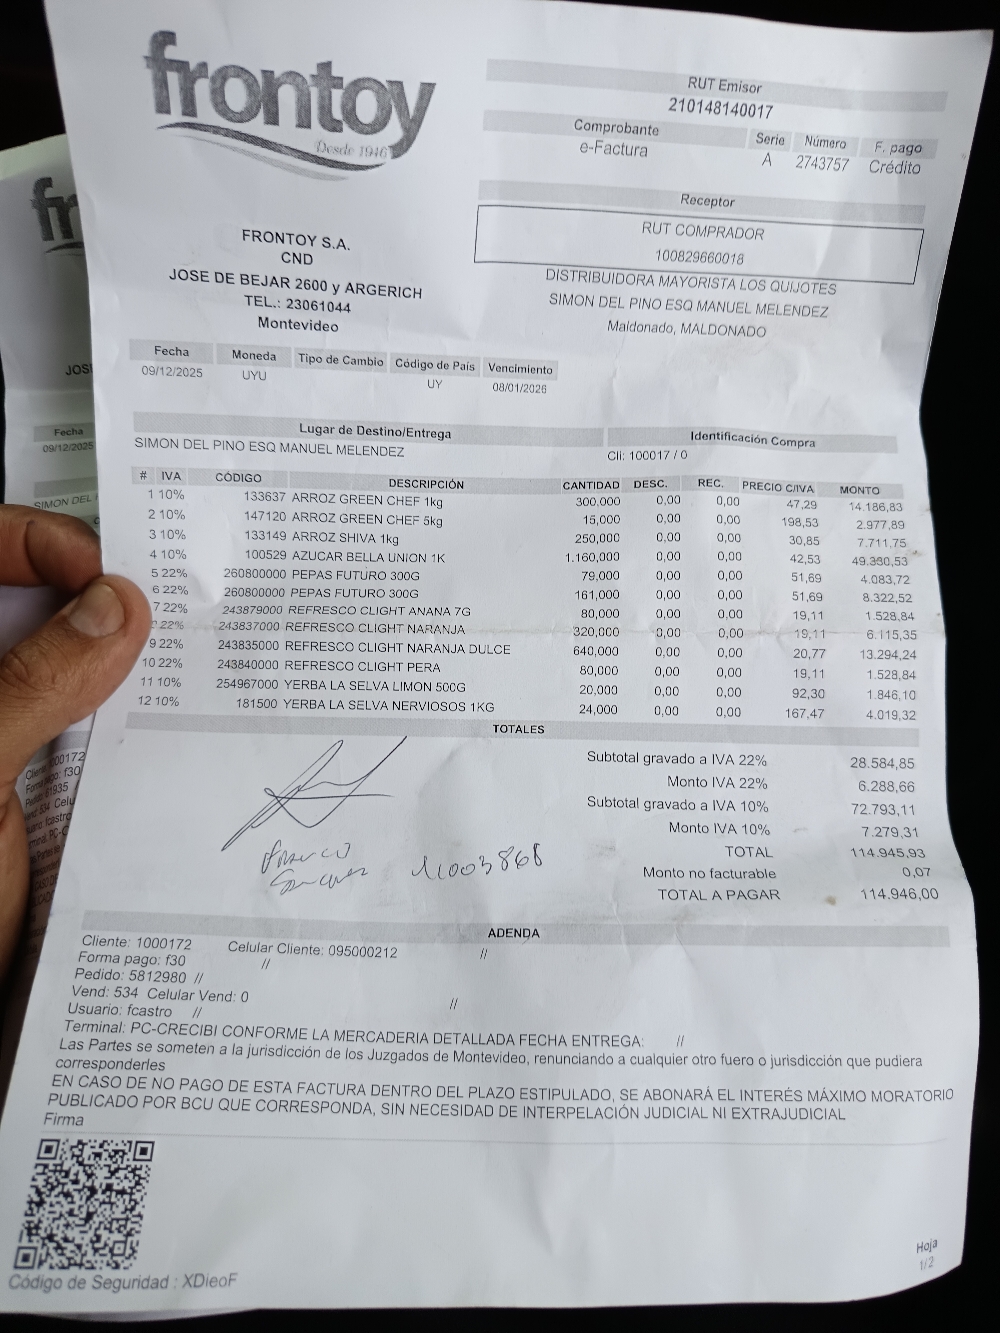 frontoy
Desde 1946
RUT Emisor
210148140017
Comprobante Serie Número F. pago
e-Factura A 2743757 Crédito
Receptor
RUT COMPRADOR
100829660018
DISTRIBUIDORA MAYORISTA LOS QUIJOTES
SIMON DEL PINO ESQ MANUEL MELENDEZ
Maldonado, MALDONADO
FRONTOY S.A.
CND
JOSE DE BEJAR 2600 y ARGERICH
TEL.: 23061044
Montevideo
Fecha Moneda Tipo de Cambio Código de País Vencimiento
09/12/2025 UYU UY 08/01/2026
Lugar de Destino/Entrega Identificación Compra
SIMON DEL PINO ESQ MANUEL MELENDEZ Cli: 100017 / 0
# IVA CÓDIGO DESCRIPCIÓN CANTIDAD DESC. REC. PRECIO C/IVA MONTO
1 10% 133637 ARROZ GREEN CHEF 1kg 300,000 0,00 0,00 47,29 14.186,83
2 10% 147120 ARROZ GREEN CHEF 5kg 15,000 0,00 0,00 198,53 2.977,89
3 10% 133149 ARROZ SHIVA 1kg 250,000 0,00 0,00 30,85 7.711,75
4 10% 100529 AZUCAR BELLA UNION 1K 1.160,000 0,00 0,00 42,53 49.330,53
5 22% 260800000 PEPAS FUTURO 300G 79,000 0,00 0,00 51,69 4.083,72
6 22% 260800000 PEPAS FUTURO 300G 161,000 0,00 0,00 51,69 8.322,52
7 22% 243879000 REFRESCO CLIGHT ANANA 7G 80,000 0,00 0,00 19,11 1.528,84
22% 243837000 REFRESCO CLIGHT NARANJA 320,000 0,00 0,00 19,11 6.115,35
9 22% 243835000 REFRESCO CLIGHT NARANJA DULCE 640,000 0,00 0,00 20,77 13.294,24
10 22% 243840000 REFRESCO CLIGHT PERA 80,000 0,00 0,00 19,11 1.528,84
11 10% 254967000 YERBA LA SELVA LIMON 500G 20,000 0,00 0,00 92,30 1.846,10
12 10% 181500 YERBA LA SELVA NERVIOSOS 1KG 24,000 0,00 0,00 167,47 4.019,32
TOTALES
Subtotal gravado a IVA 22% 28.584,85
Monto IVA 22% 6.288,66
Subtotal gravado a IVA 10% 72.793,11
Monto IVA 10% 7.279,31
TOTAL 114.945,93
Monto no facturable 0,07
TOTAL A PAGAR 114.946,00
ADENDA
Cliente: 1000172 Celular Cliente: 095000212 //
Forma pago: f30 //
Pedido: 5812980 //
Vend: 534 Celular Vend: 0 //
Usuario: fcastro //
Terminal: PC-CRECIBI CONFORME LA MERCADERIA DETALLADA FECHA ENTREGA: //
Las Partes se someten a la jurisdicción de los Juzgados de Montevideo, renunciando a cualquier otro fuero o jurisdicción que pudiera
corresponderles
EN CASO DE NO PAGO DE ESTA FACTURA DENTRO DEL PLAZO ESTIPULADO, SE ABONARÁ EL INTERÉS MÁXIMO MORATORIO
PUBLICADO POR BCU QUE CORRESPONDA, SIN NECESIDAD DE INTERPELACIÓN JUDICIAL NI EXTRAJUDICIAL
Firma
Código de Seguridad : XDieoF
Hoja
1/2